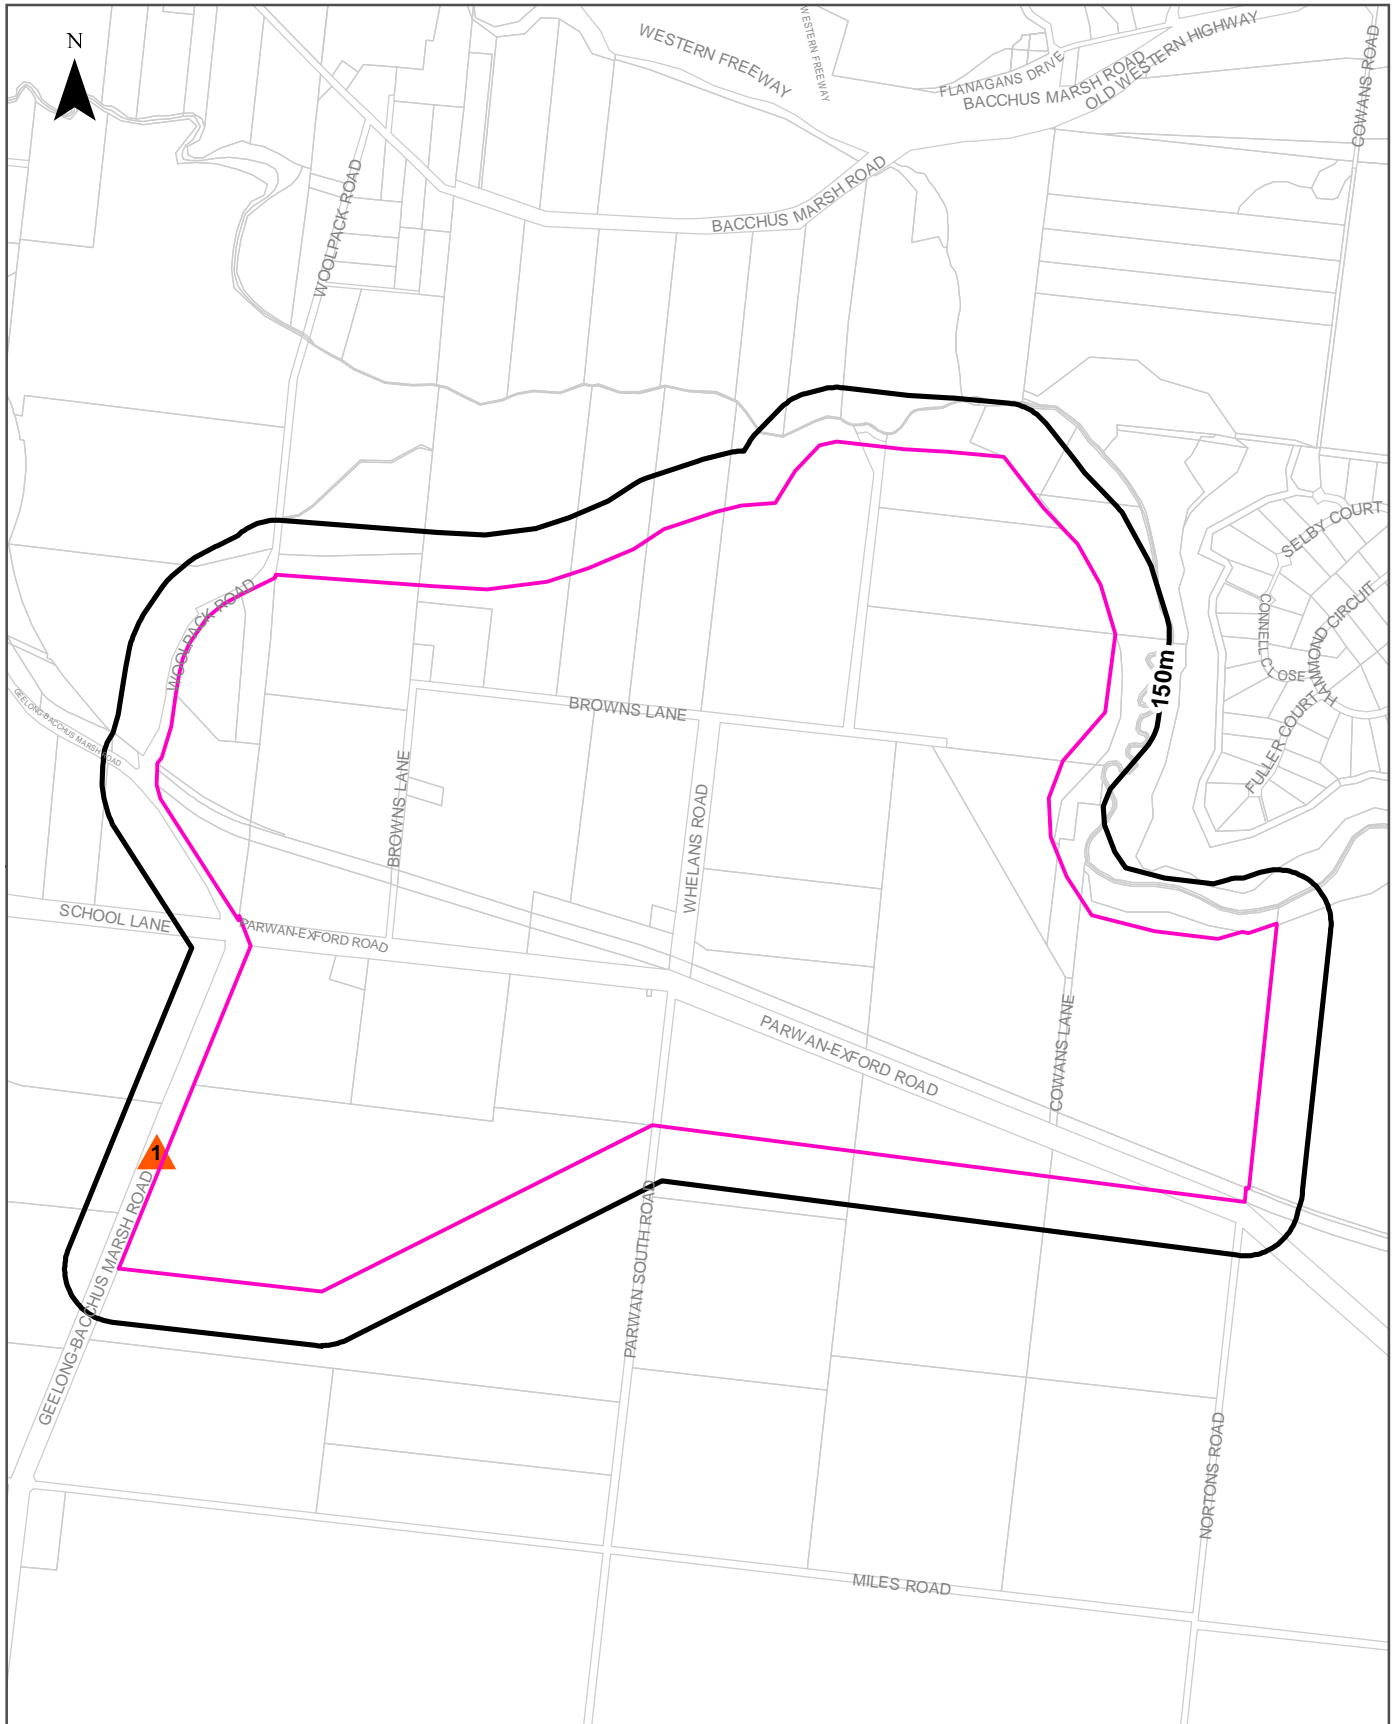 WESTERN FREEWAY
WESTERN FREEWAY
FLANAGANS DRIVE
BACCHUS MARSH ROAD
OLD WESTERN HIGHWAY
COWANS ROAD
N
WOOLPACK ROAD
BACCHUS MARSH ROAD
SELBY COURT
WOOLPACK ROAD
CONNELL CLOSE
HAMMOND CIRCUIT
150m
GEELONG-BACCHUS MARSH ROAD
BROWNS LANE
FULLER COURT
BROWNS LANE
WHELANS ROAD
SCHOOL LANE
PARWAN-EXFORD ROAD
PARWAN-EXFORD ROAD
COWANS LANE
1
GEELONG-BACCHUS MARSH ROAD
PARWAN SOUTH ROAD
NORTONS ROAD
MILES ROAD